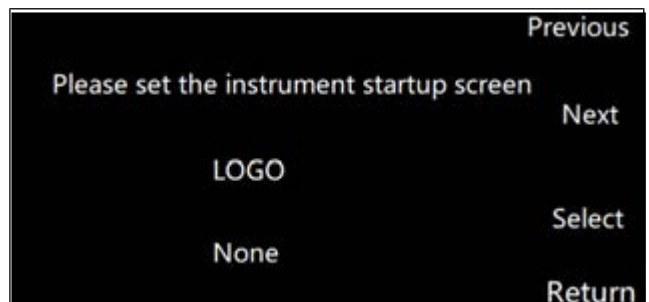 Previous
Please set the instrument startup screen
Next
LOGO
Select
None
Return